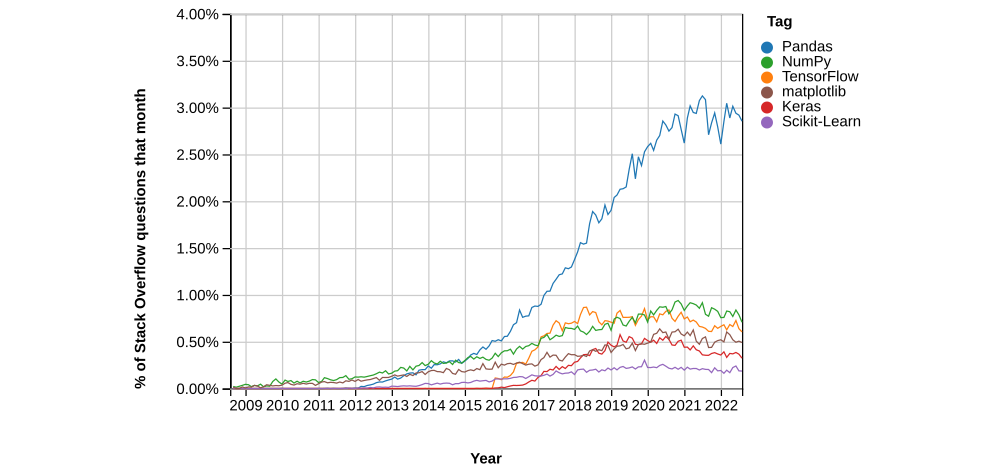 4.00%
3.50%
3.00%
2.50%
2.00%
1.50%
1.00%
0.50%
0.00%
% of Stack Overflow questions that month
2009 2010 2011 2012 2013 2014 2015 2016 2017 2018 2019 2020 2021 2022
Year
Tag
Pandas
NumPy
TensorFlow
matplotlib
Keras
Scikit-Learn